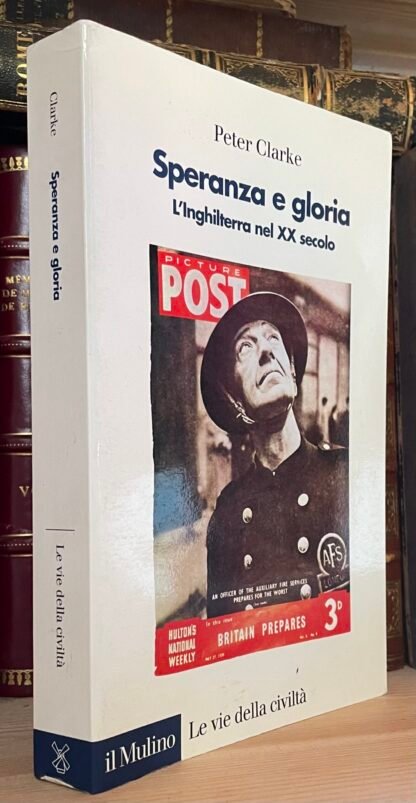 Peter Clarke
Speranza e gloria
L'Inghilterra nel XX secolo
PICTURE
POST
AFS
LONDON
AN OFFICER OF THE AUXILIARY FIRE SERVICES
PREPARES FOR THE WORST
HULTON'S
NATIONAL
WEEKLY
In this issue
BRITAIN PREPARES
3D
il Mulino
Le vie della civiltà
Clarke
Speranza e gloria
Le vie della civiltà
ROME